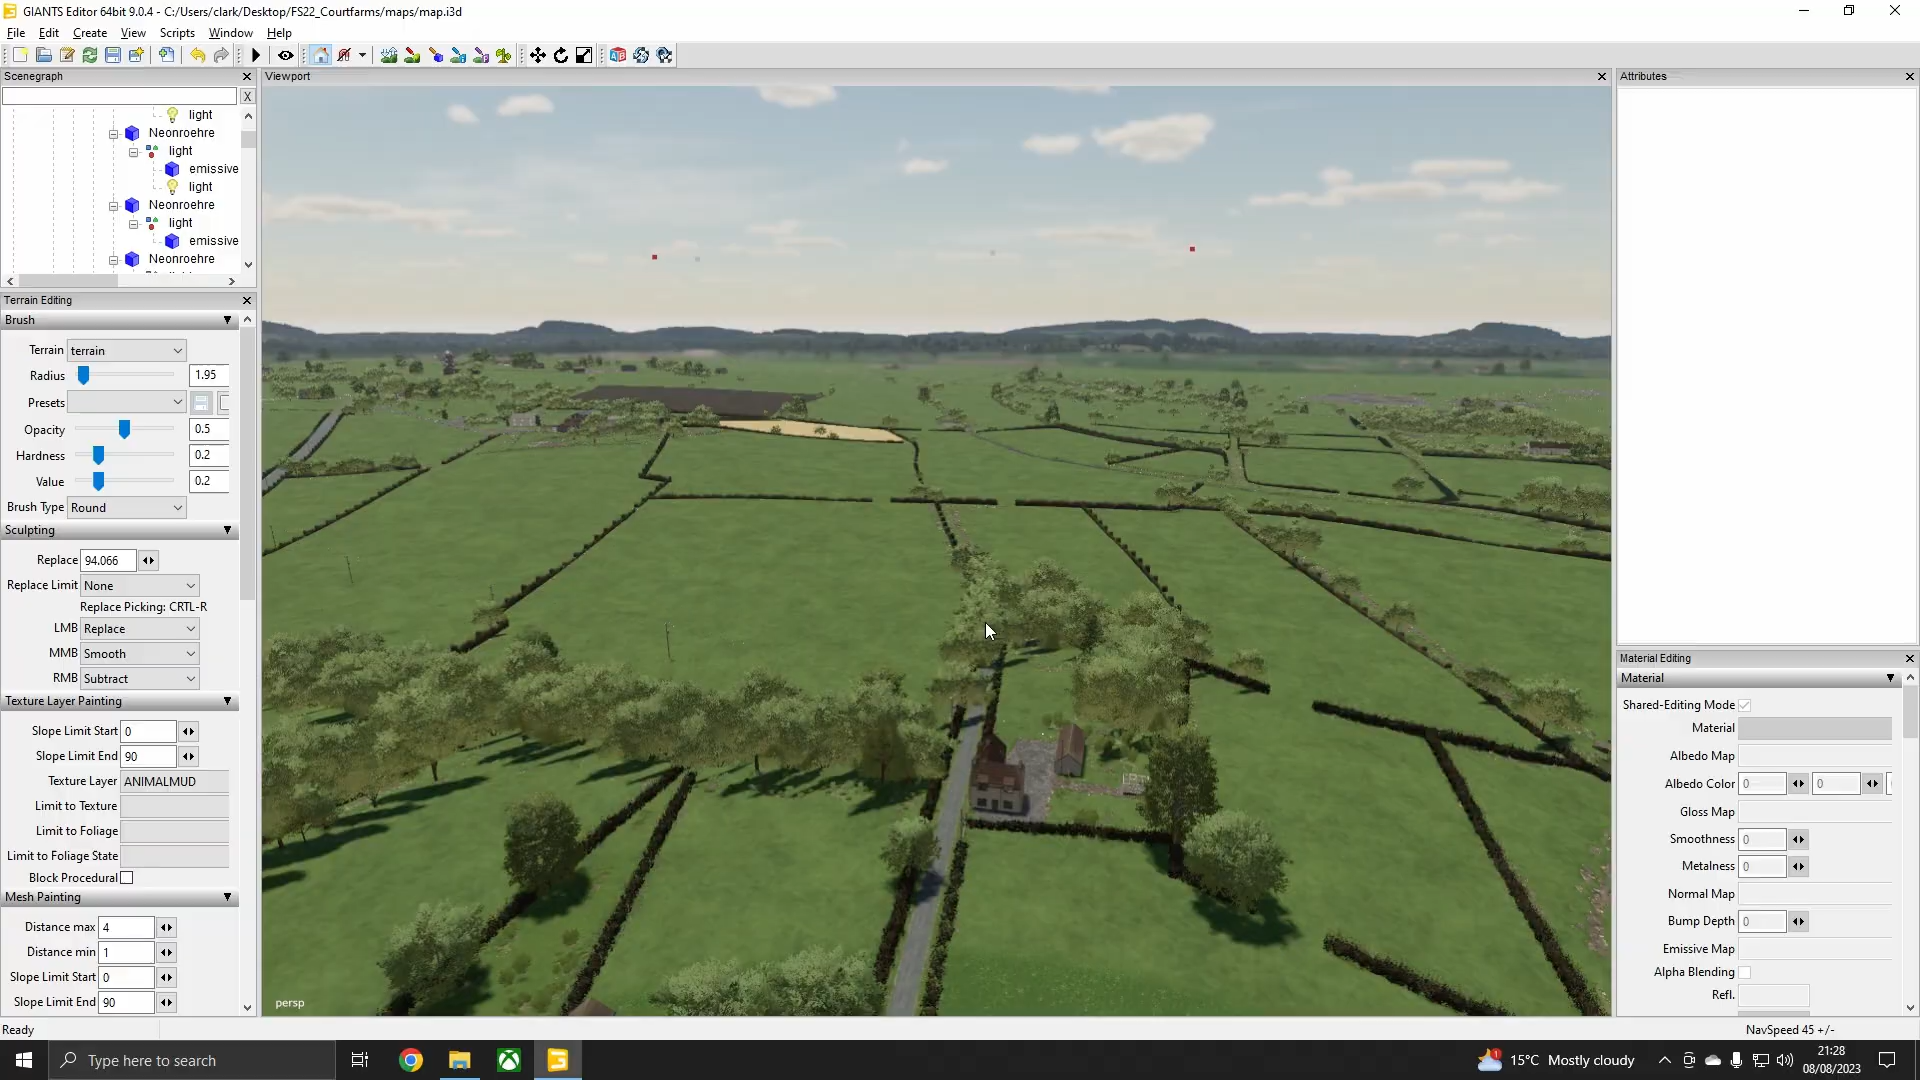 GIANTS Editor 64bit 9.0.4 - C:/Users/clark/Desktop/FS22_Courtfarms/maps/map.i3d
File Edit Create View Scripts Window Help
Scenegraph
X
light
Neonroehre
light
emissive
light
Neonroehre
light
emissive
Neonroehre
Terrain Editing
Brush
Terrain terrain
Radius 1.95
Presets
Opacity 0.5
Hardness 0.2
Value 0.2
Brush Type Round
Sculpting
Replace 94.066
Replace Limit None
Replace Picking: CRTL-R
LMB Replace
MMB Smooth
RMB Subtract
Texture Layer Painting
Slope Limit Start 0
Slope Limit End 90
Texture Layer ANIMALMUD
Limit to Texture
Limit to Foliage
Limit to Foliage State
Block Procedural
Mesh Painting
Distance max 4
Distance min 1
Slope Limit Start 0
Slope Limit End 90
Ready
Viewport
persp
Attributes
Material Editing
Material
Shared-Editing Mode
Material
Albedo Map
Albedo Color 0 0
Gloss Map
Smoothness 0
Metalness 0
Normal Map
Bump Depth 0
Emissive Map
Alpha Blending
Refl.
NavSpeed 45 +/-
Type here to search
15°C Mostly cloudy
21:28
08/08/2023